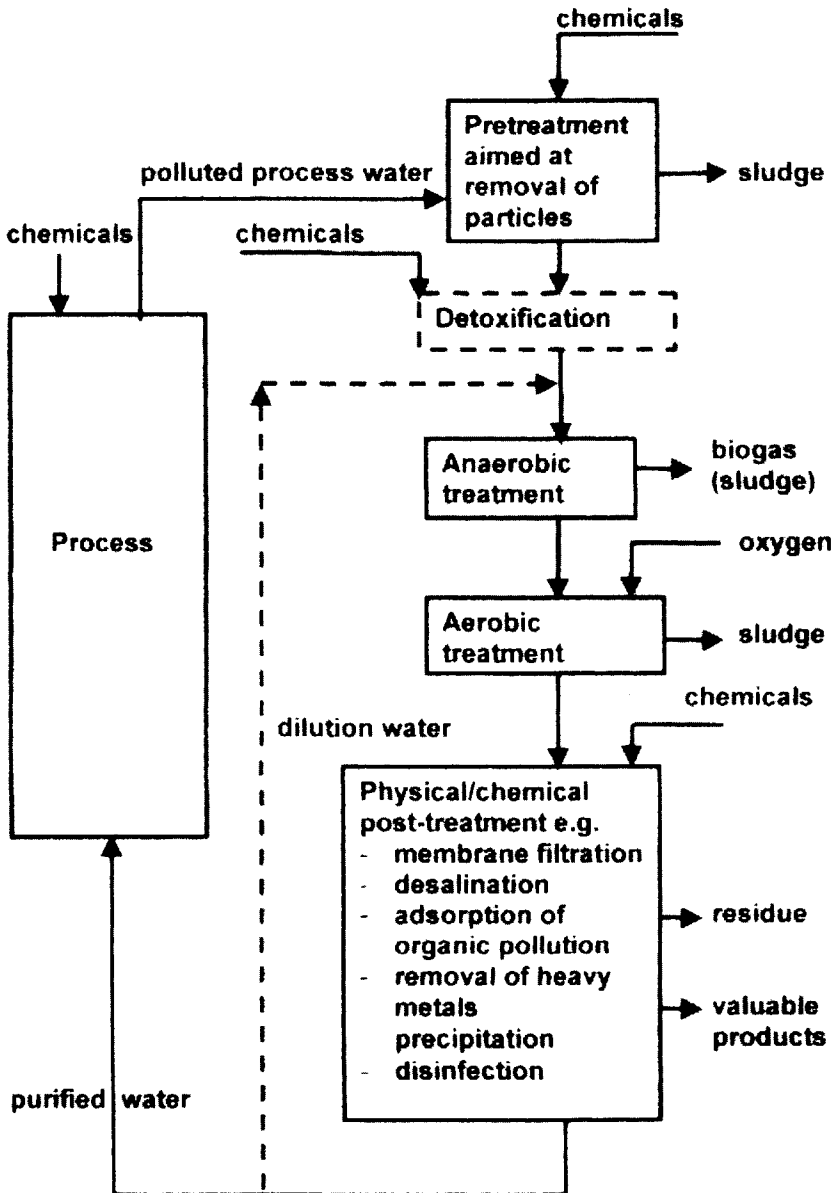 chemicals
Pretreatment
aimed at
removal of
particles
sludge
polluted process water
chemicals
chemicals
Detoxification
Anaerobic
treatment
biogas
(sludge)
Process
oxygen
Aerobic
treatment
sludge
chemicals
dilution water
Physical/chemical
post-treatment e.g.
- membrane filtration
- desalination
- adsorption of
organic pollution
- removal of heavy
metals
precipitation
- disinfection
residue
valuable
products
purified water